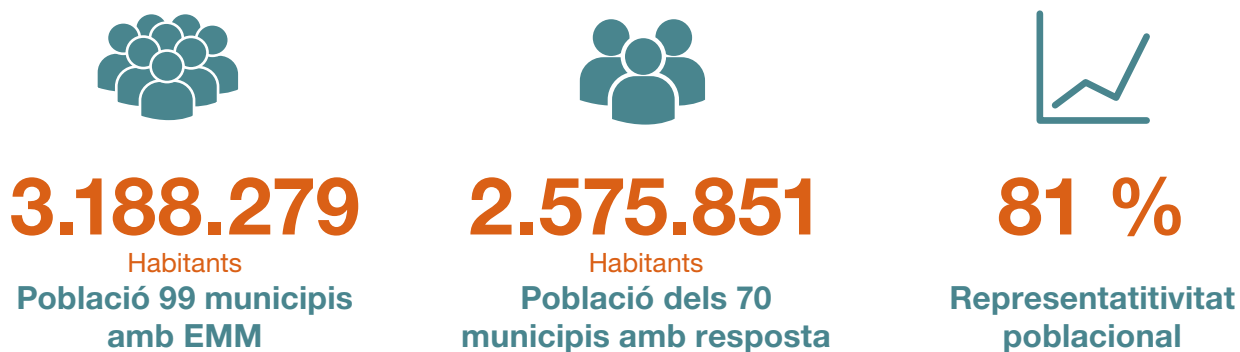 3.188.279
Habitants
Població 99 municipis
amb EMM
2.575.851
Habitants
Població dels 70
municipis amb resposta
81 %
Representatitivitat
poblacional